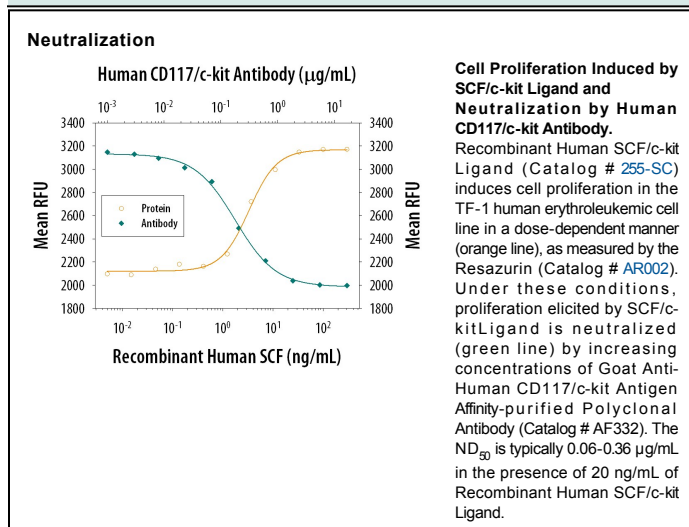 Neutralization
Human CD117/c-kit Antibody (µg/mL)
10-3 10-2 10-1 100 101
3400 3400
3200 3200
3000 3000
2800 2800
2600 2600
2400 2400
2200 2200
2000 2000
1800 1800
Mean RFU
Mean RFU
Protein
Antibody
10-2 10-1 100 101 102
Recombinant Human SCF (ng/mL)
Cell Proliferation Induced by
SCF/c-kit Ligand and
Neutralization by Human
CD117/c-kit Antibody.
Recombinant Human SCF/c-kit
Ligand (Catalog # 255-SC)
induces cell proliferation in the
TF-1 human erythroleukemic cell
line in a dose-dependent manner
(orange line), as measured by the
Resazurin (Catalog # AR002).
Under these conditions,
proliferation elicited by SCF/c-
kitLigand is neutralized
(green line) by increasing
concentrations of Goat Anti-
Human CD117/c-kit Antigen
Affinity-purified Polyclonal
Antibody (Catalog # AF332). The
ND50 is typically 0.06-0.36 µg/mL
in the presence of 20 ng/mL of
Recombinant Human SCF/c-kit
Ligand.